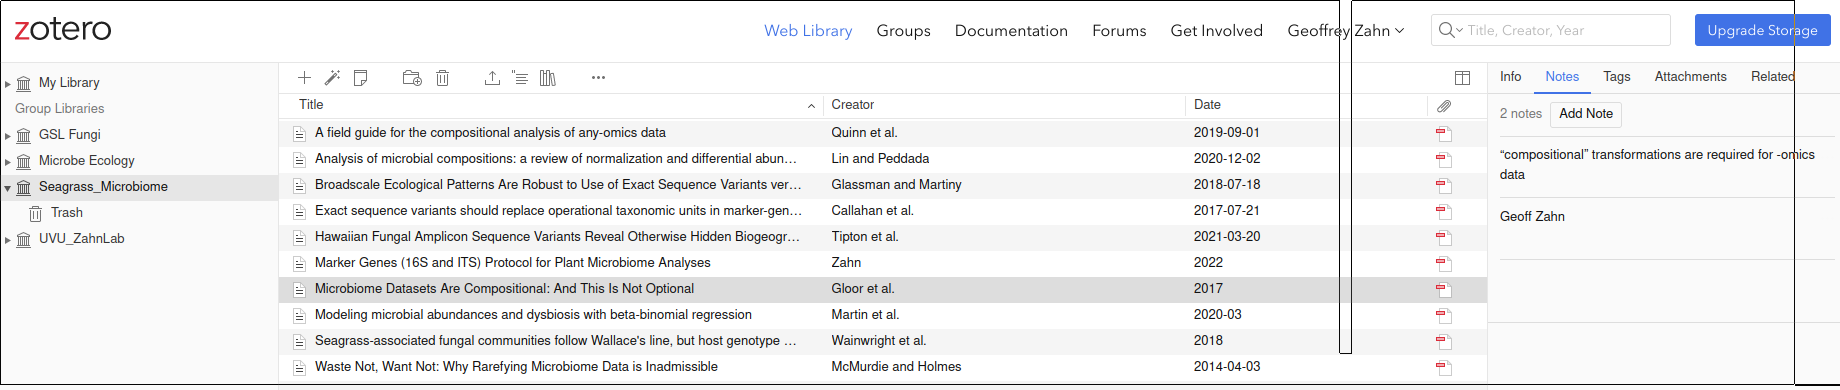 zotero Web Library Groups Documentation Forums Get Involved Geoffrey Zahn Title, Creator, Year Upgrade Storage
My Library
Group Libraries
GSL Fungi
Microbe Ecology
Seagrass_Microbiome
Trash
UVU_ZahnLab
Title Creator Date
A field guide for the compositional analysis of any-omics data Quinn et al. 2019-09-01
Analysis of microbial compositions: a review of normalization and differential abun… Lin and Peddada 2020-12-02
Broadscale Ecological Patterns Are Robust to Use of Exact Sequence Variants ver… Glassman and Martiny 2018-07-18
Exact sequence variants should replace operational taxonomic units in marker-gen… Callahan et al. 2017-07-21
Hawaiian Fungal Amplicon Sequence Variants Reveal Otherwise Hidden Biogeogr… Tipton et al. 2021-03-20
Marker Genes (16S and ITS) Protocol for Plant Microbiome Analyses Zahn 2022
Microbiome Datasets Are Compositional: And This Is Not Optional Gloor et al. 2017
Modeling microbial abundances and dysbiosis with beta-binomial regression Martin et al. 2020-03
Seagrass-associated fungal communities follow Wallace's line, but host genotype … Wainwright et al. 2018
Waste Not, Want Not: Why Rarefying Microbiome Data is Inadmissible McMurdie and Holmes 2014-04-03
Info Notes Tags Attachments Related
2 notes Add Note
“compositional” transformations are required for -omics
data
Geoff Zahn